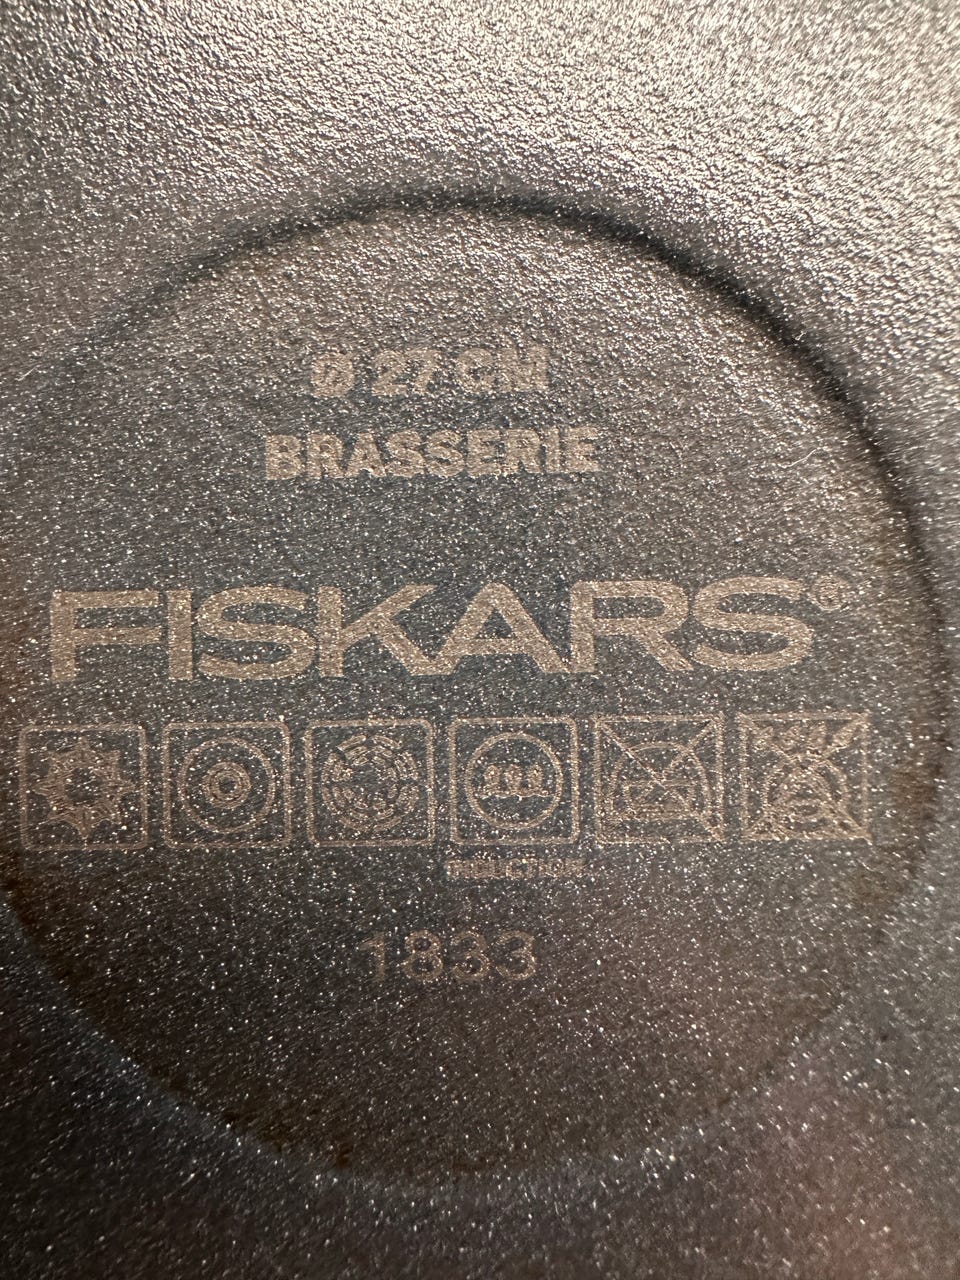 Ø 27 CM
BRASSERIE
FISKARS®
INDUCTION
1833